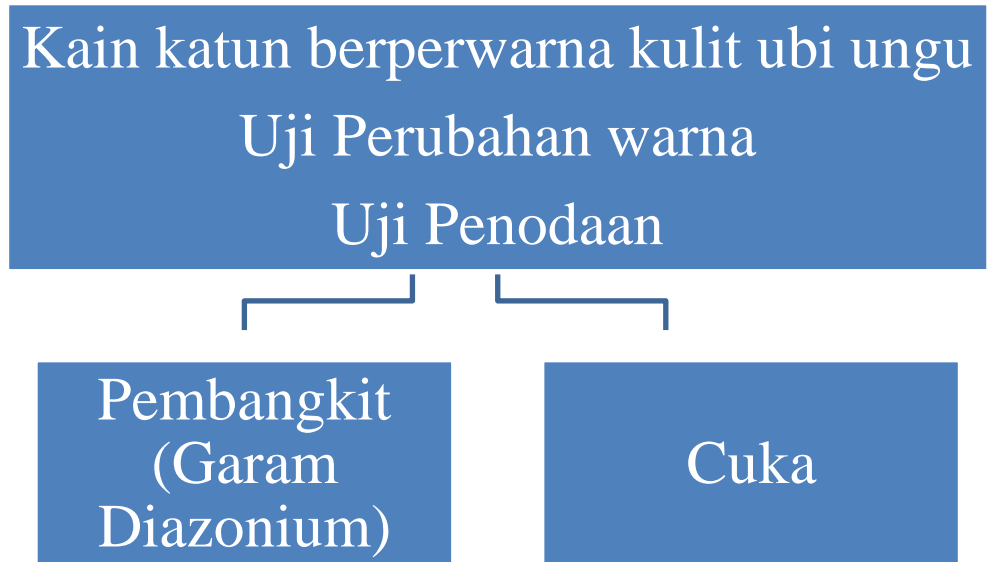 Kain katun berperwarna kulit ubi ungu
Uji Perubahan warna
Uji Penodaan
Pembangkit
(Garam
Diazonium)
Cuka